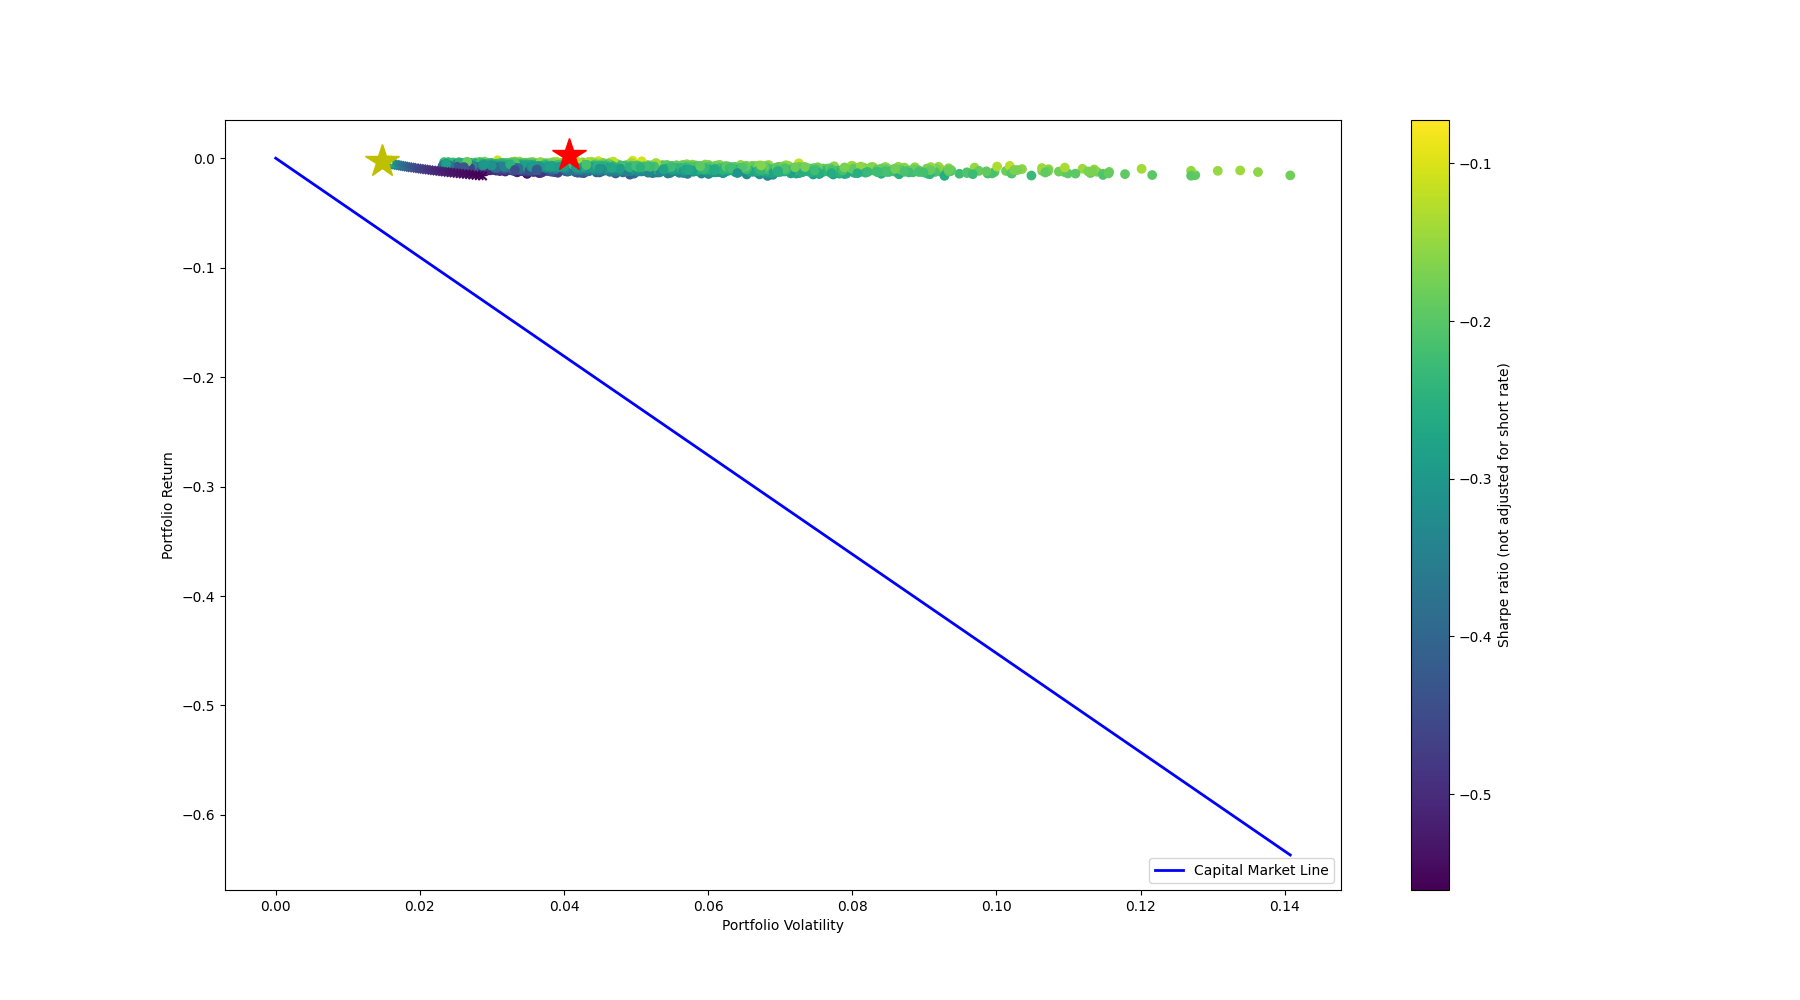 0.0
−0.1
−0.2
−0.3
−0.4
−0.5
−0.6
Portfolio Return
0.00 0.02 0.04 0.06 0.08 0.10 0.12 0.14
Portfolio Volatility
Capital Market Line
−0.1
−0.2
−0.3
−0.4
−0.5
Sharpe ratio (not adjusted for short rate)